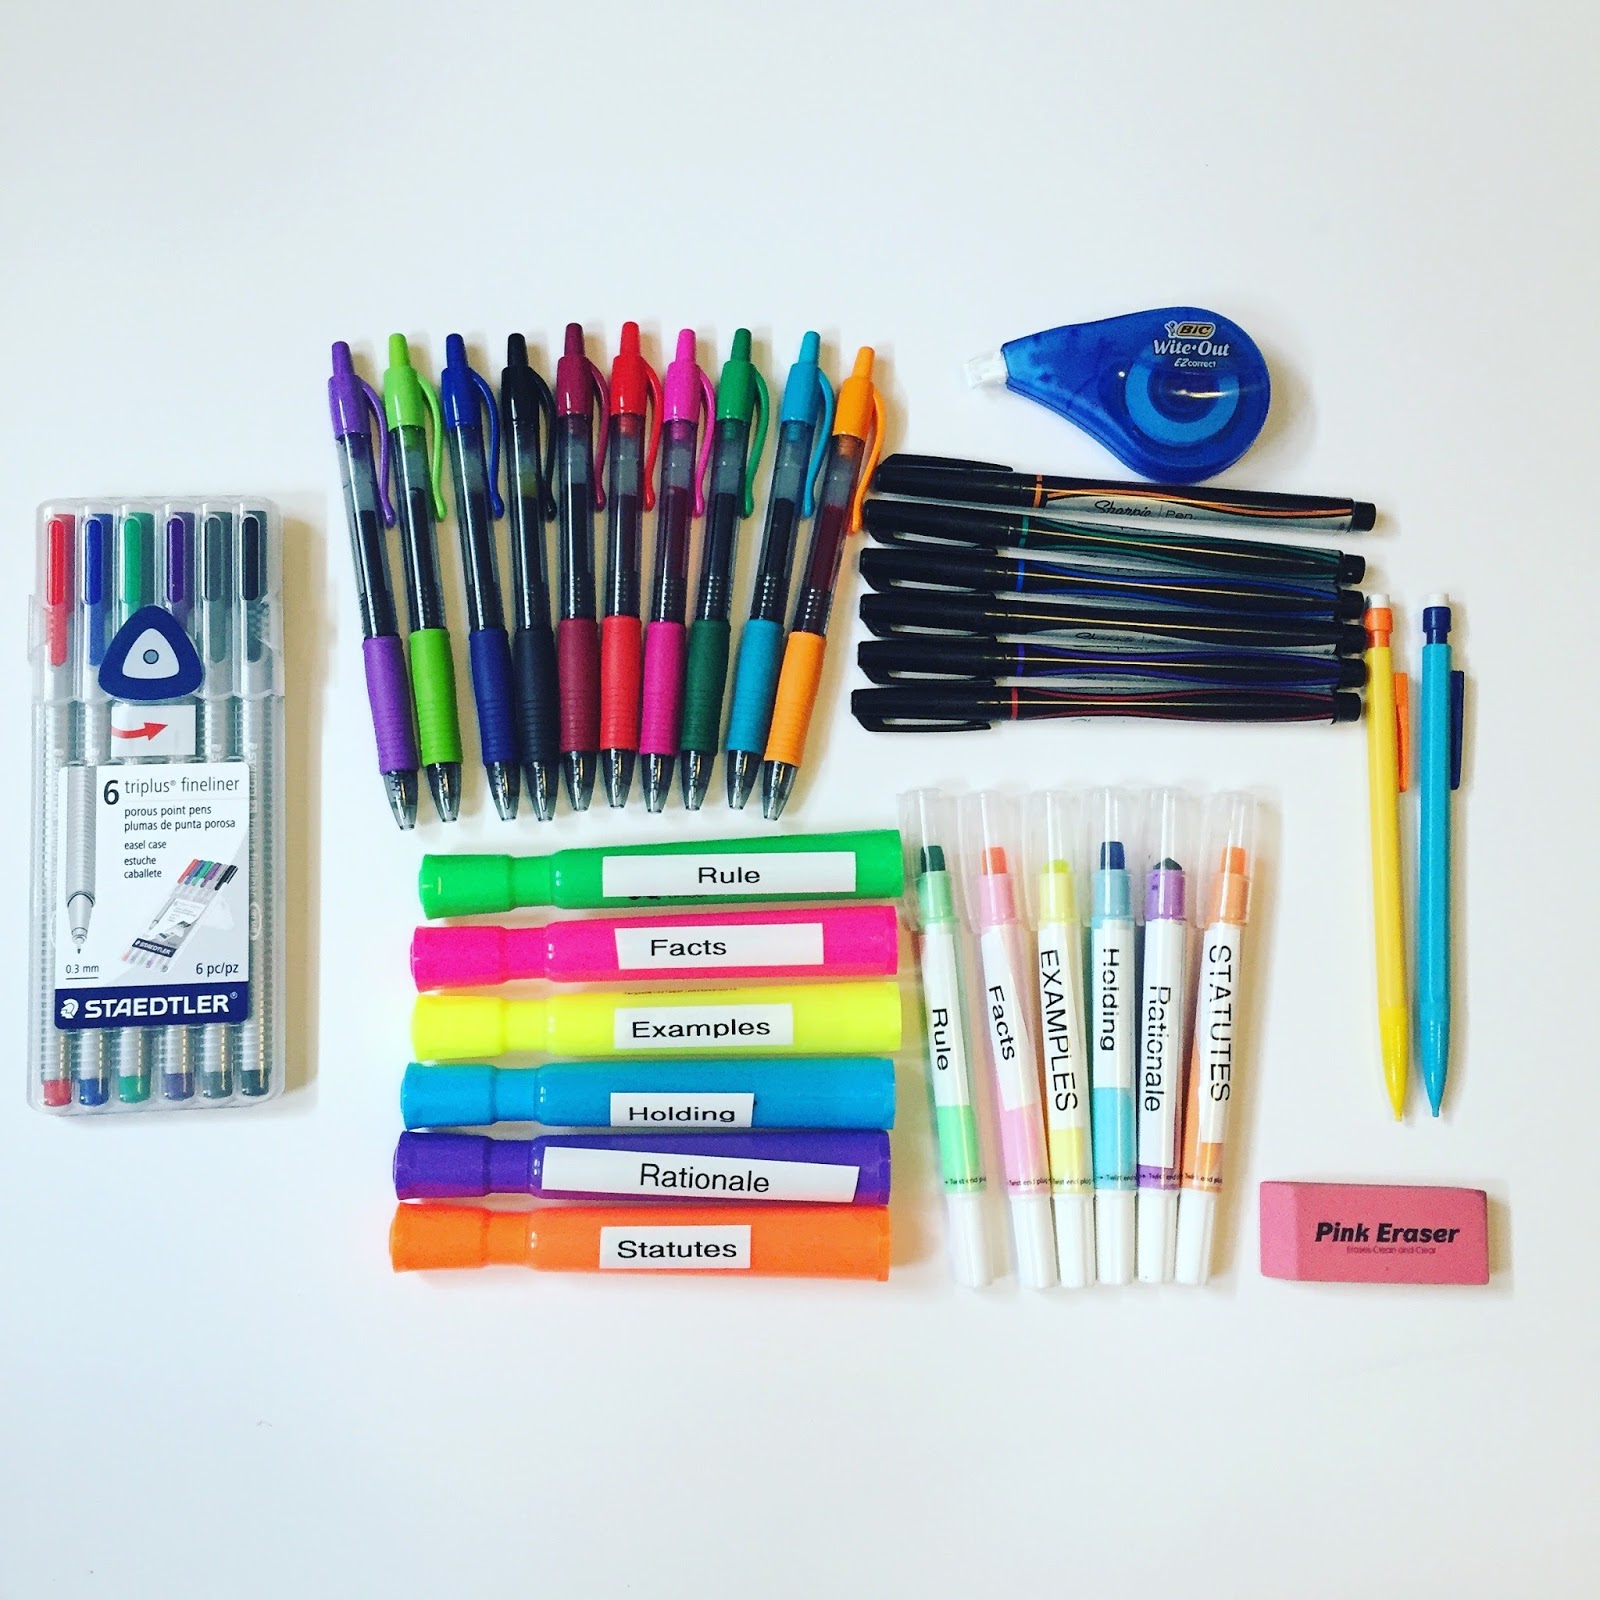 6 triplus® fineliner
porous point pens
plumas de punta porosa
easel case
estuche
caballete
0.3 mm
6 pc/pz
STAEDTLER®
BIC
Wite-Out
EZcorrect
Sharpie Pen
Rule
Facts
Examples
Holding
Rationale
Statutes
Rule
Facts
EXAMPLES
Holding
Rationale
STATUTES
Pink Eraser
Erases Clean and Clear